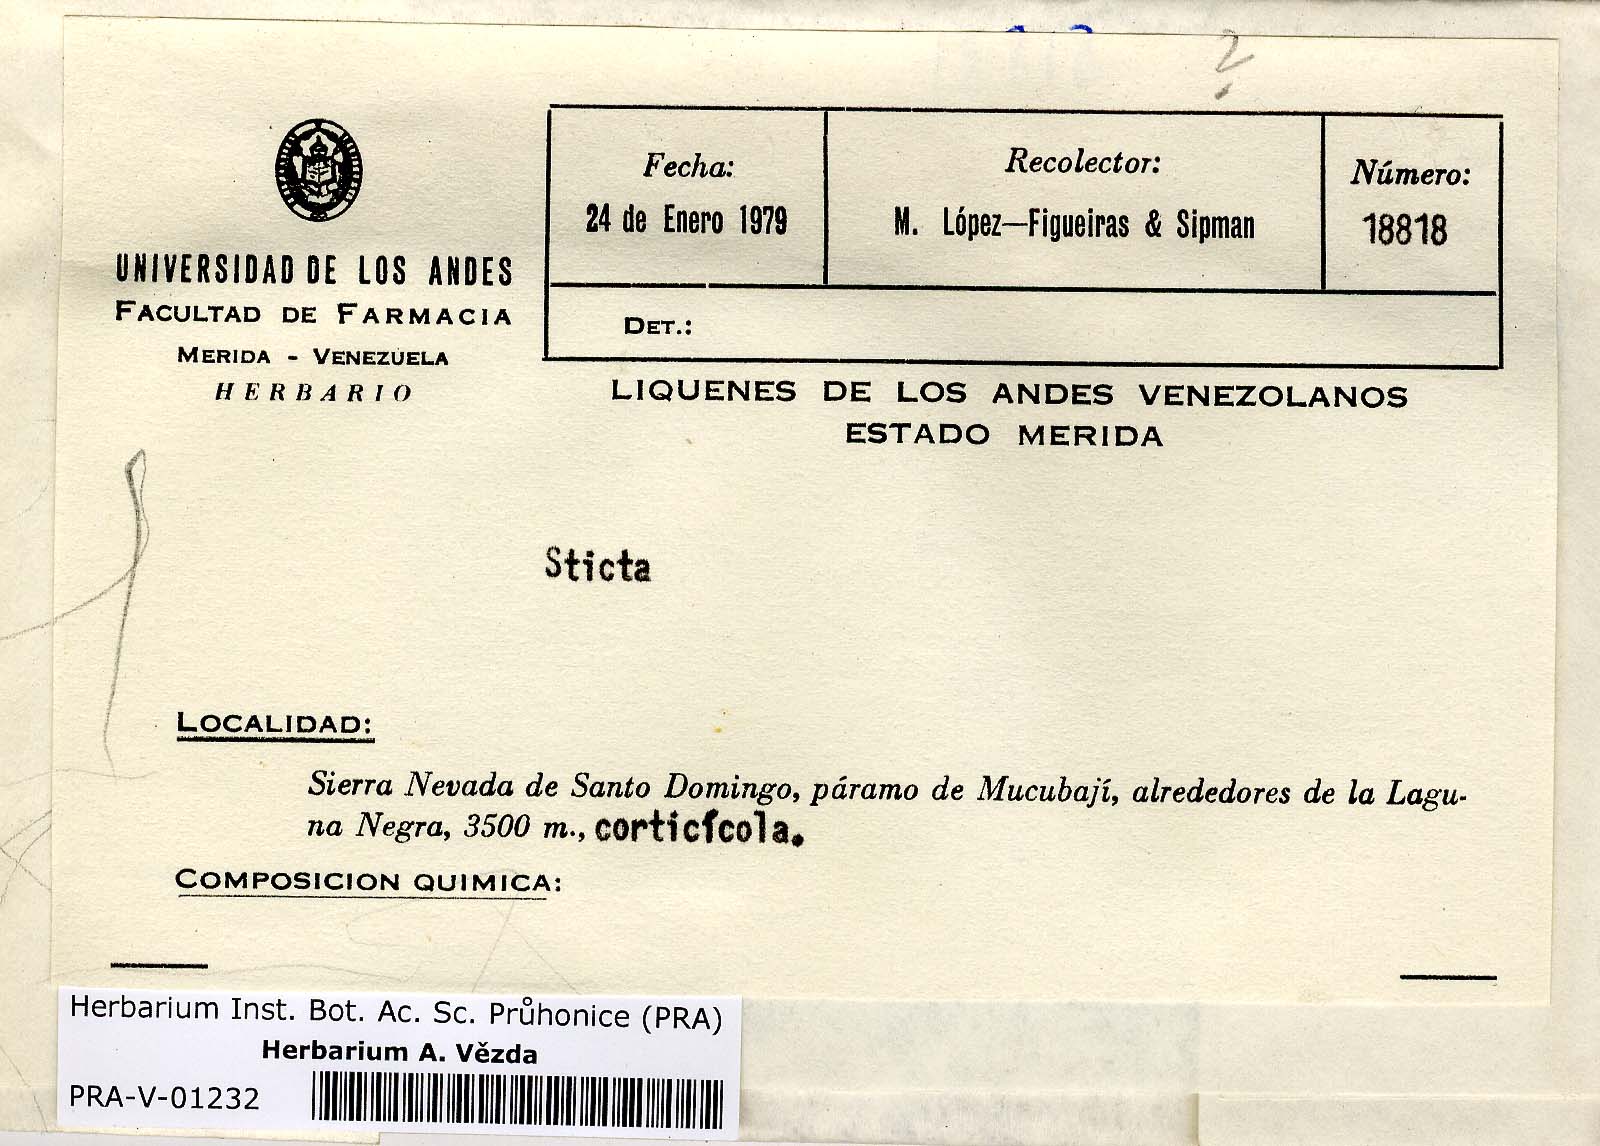 ?
UNIVERSIDAD DE LOS ANDES
FACULTAD DE FARMACIA
MERIDA - VENEZUELA
HERBARIO
Fecha:
24 de Enero 1979
Recolector:
M. López—Figueiras & Sipman
Número:
18818
DET.:
LIQUENES DE LOS ANDES VENEZOLANOS
ESTADO MERIDA
Sticta
LOCALIDAD:
Sierra Nevada de Santo Domingo, páramo de Mucubají, alrededores de la Lagu-
na Negra, 3500 m., cortícícola.
COMPOSICION QUIMICA:
Herbarium Inst. Bot. Ac. Sc. Průhonice (PRA)
Herbarium A. Vězda
PRA-V-01232